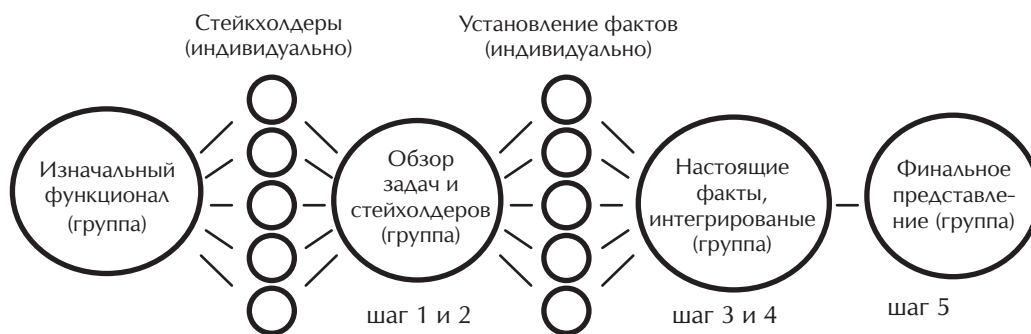 Стейкхолдеры
(индивидуально)
Установление фактов
(индивидуально)
Изначальный
функционал
(группа)
Обзор
задач и
стейхолдеров
(группа)
Настоящие
факты,
интегрированые
(группа)
Финальное
представле-
ние (группа)
шаг 1 и 2
шаг 3 и 4
шаг 5